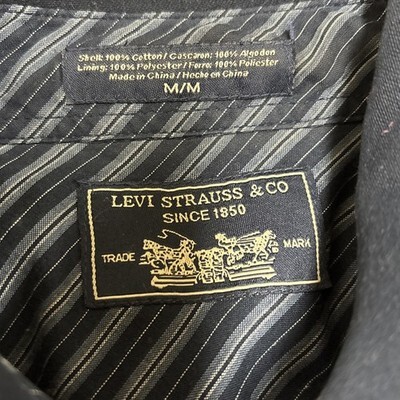 Shell: 100% Cotton / Cascaron: 100% Algodon
Lining: 100% Polyester / Forro: 100% Poliester
Made in China / Hecho en China
M/M
LEVI STRAUSS & CO
SINCE 1850
TRADE MARK